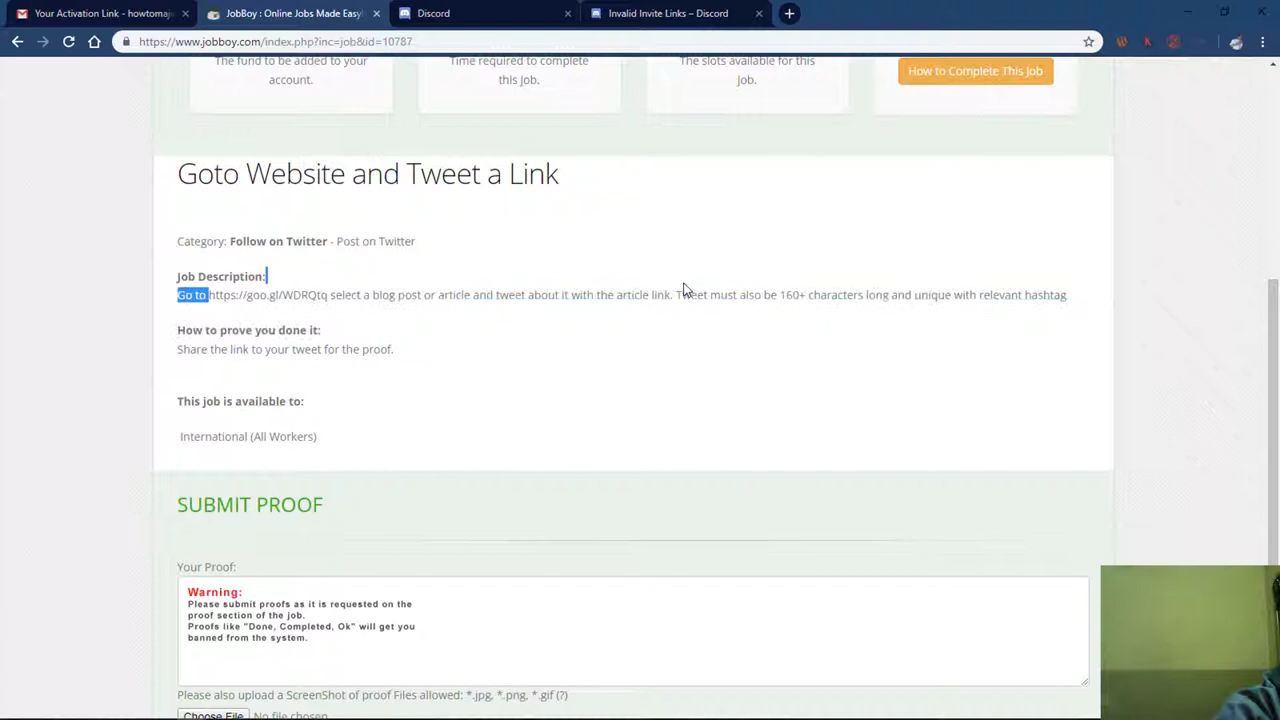 Your Activation Link - howtomaj
JobBoy : Online Jobs Made Easy!
Discord
Invalid Invite Links – Discord
https://www.jobboy.com/index.php?inc=job&id=10787
The fund to be added to your
account.
Time required to complete
this job.
The slots available for this
job.
How to Complete This Job
Goto Website and Tweet a Link
Category: Follow on Twitter - Post on Twitter
Job Description:
Go to https://goo.gl/WDRQtq select a blog post or article and tweet about it with the article link. Tweet must also be 160+ characters long and unique with relevant hashtag
How to prove you done it:
Share the link to your tweet for the proof.
This job is available to:
International (All Workers)
SUBMIT PROOF
Your Proof:
Warning:
Please submit proofs as it is requested on the
proof section of the job.
Proofs like "Done, Completed, Ok" will get you
banned from the system.
Please also upload a ScreenShot of proof Files allowed: *.jpg, *.png, *.gif (?)
Choose File No file chosen